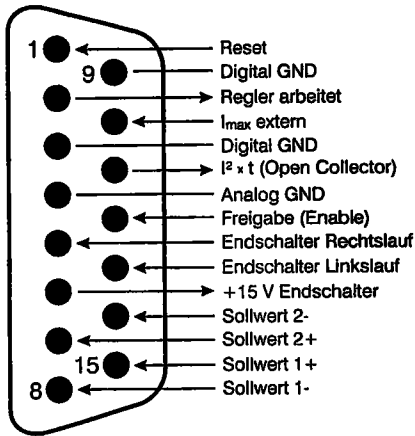 1 Reset
9 Digital GND
Regler arbeitet
Imax extern
Digital GND
I² x t (Open Collector)
Analog GND
Freigabe (Enable)
Endschalter Rechtslauf
Endschalter Linkslauf
+15 V Endschalter
Sollwert 2-
Sollwert 2+
15 Sollwert 1+
8 Sollwert 1-